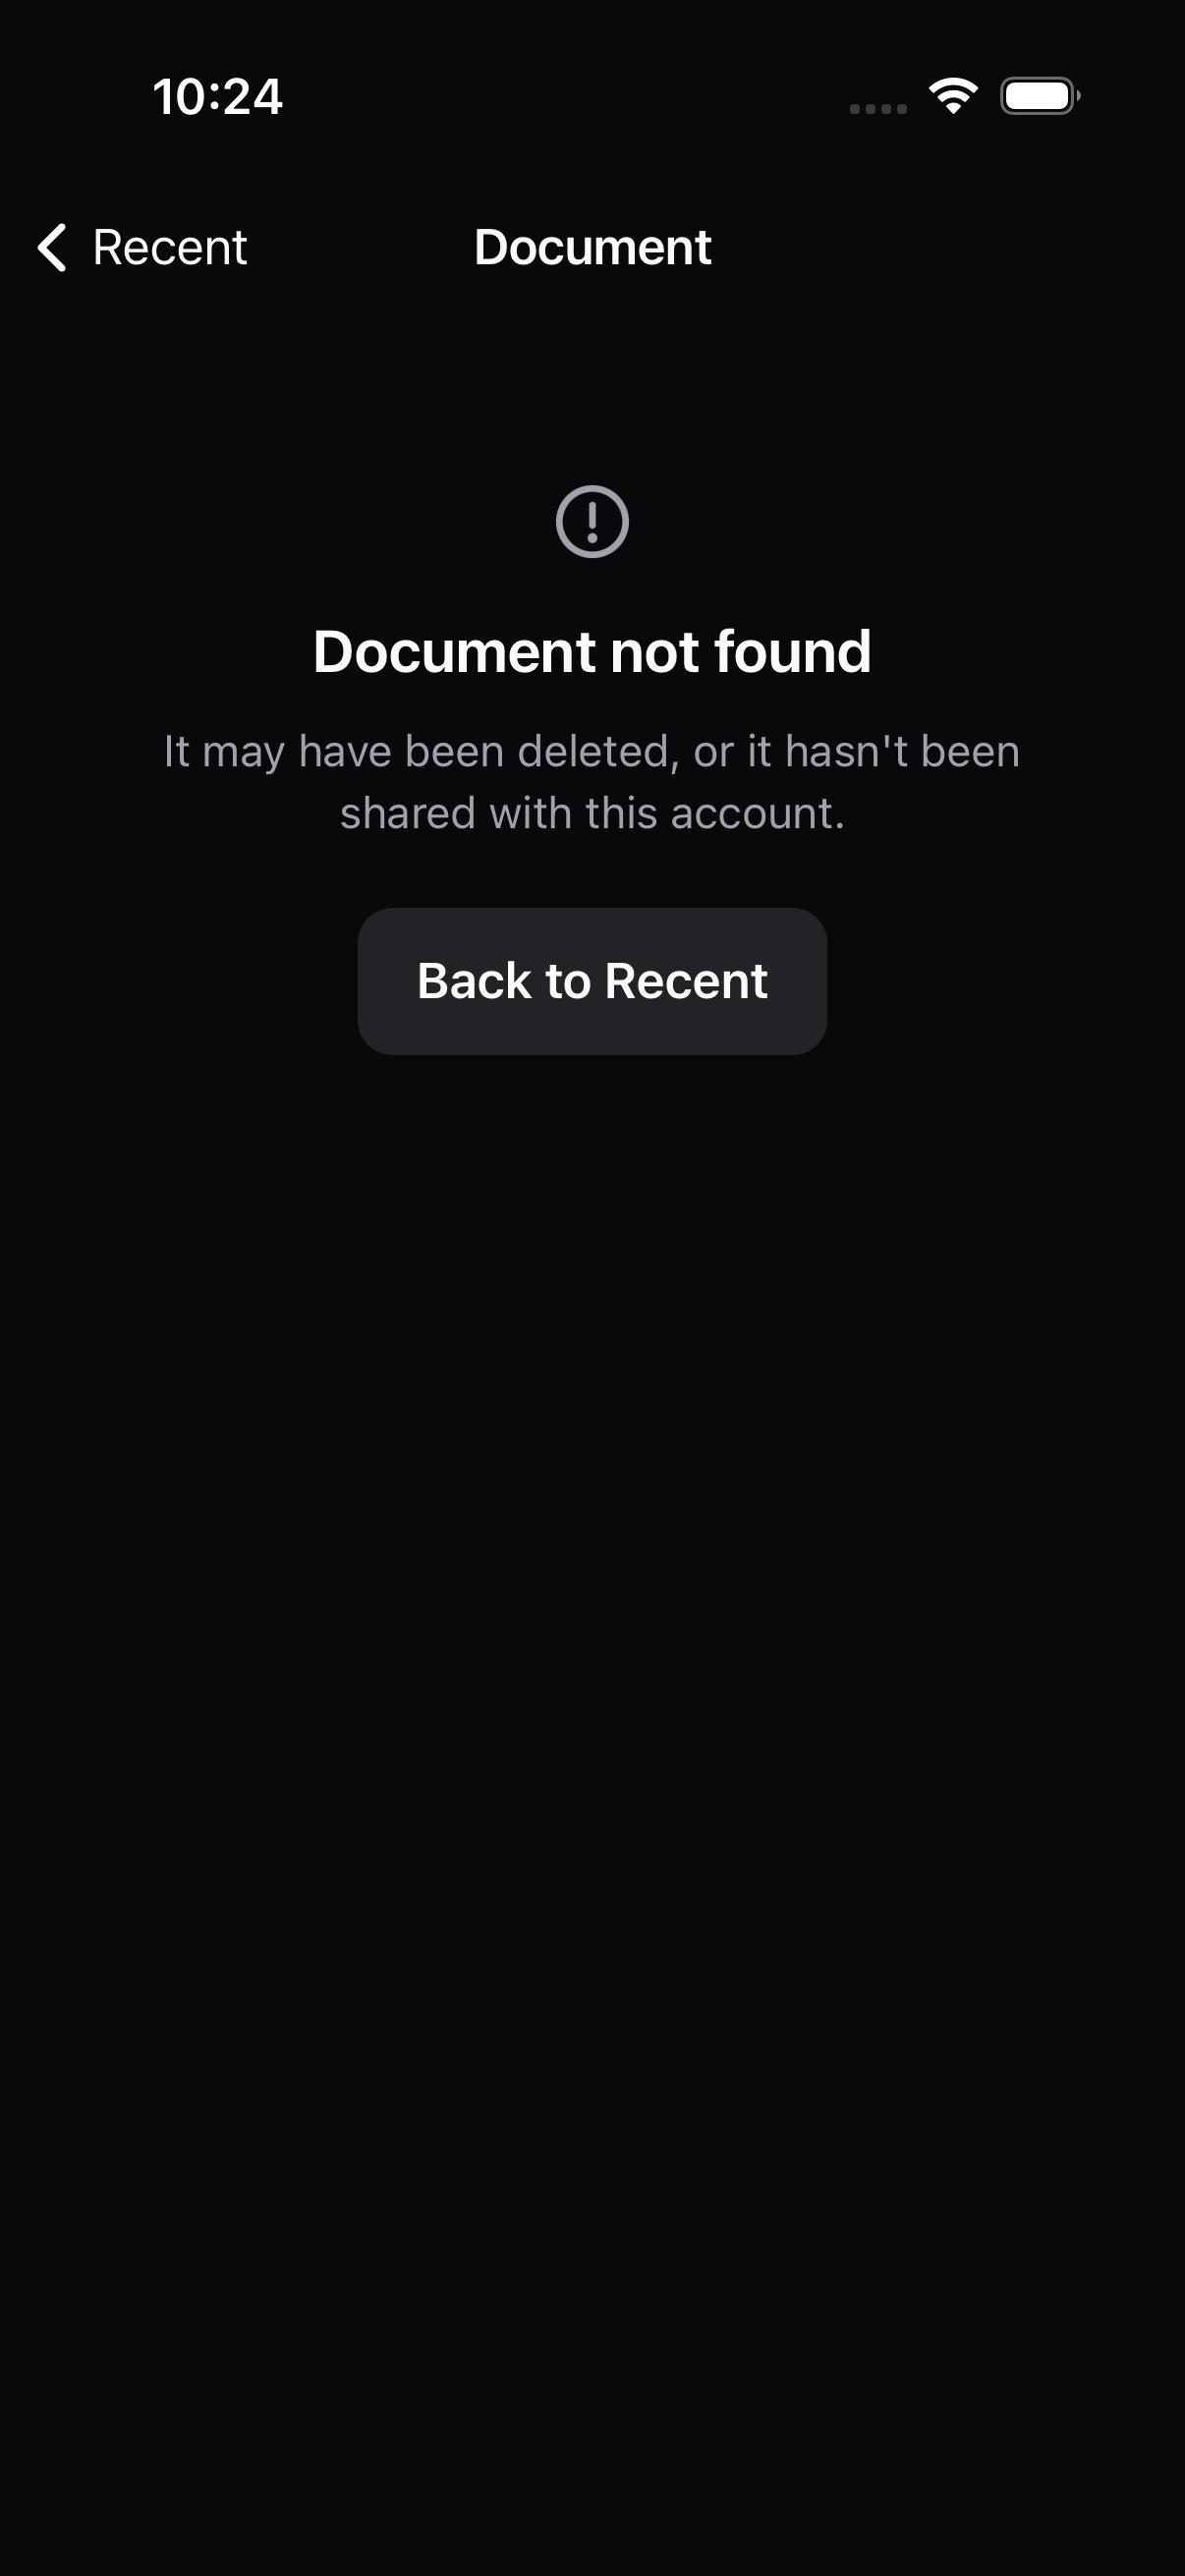 10:24
Recent
Document
Document not found
It may have been deleted, or it hasn't been
shared with this account.
Back to Recent